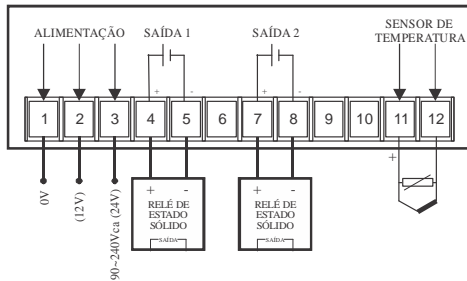 ALIMENTAÇÃO
SAÍDA 1
SAÍDA 2
SENSOR DE
TEMPERATURA
+ -
+ -
1 2 3 4 5 6 7 8 9 10 11 12
0V
(12V)
90~240Vca (24V)
+ -
RELÉ DE
ESTADO
SÓLIDO
SAÍDA
+ -
RELÉ DE
ESTADO
SÓLIDO
SAÍDA
+